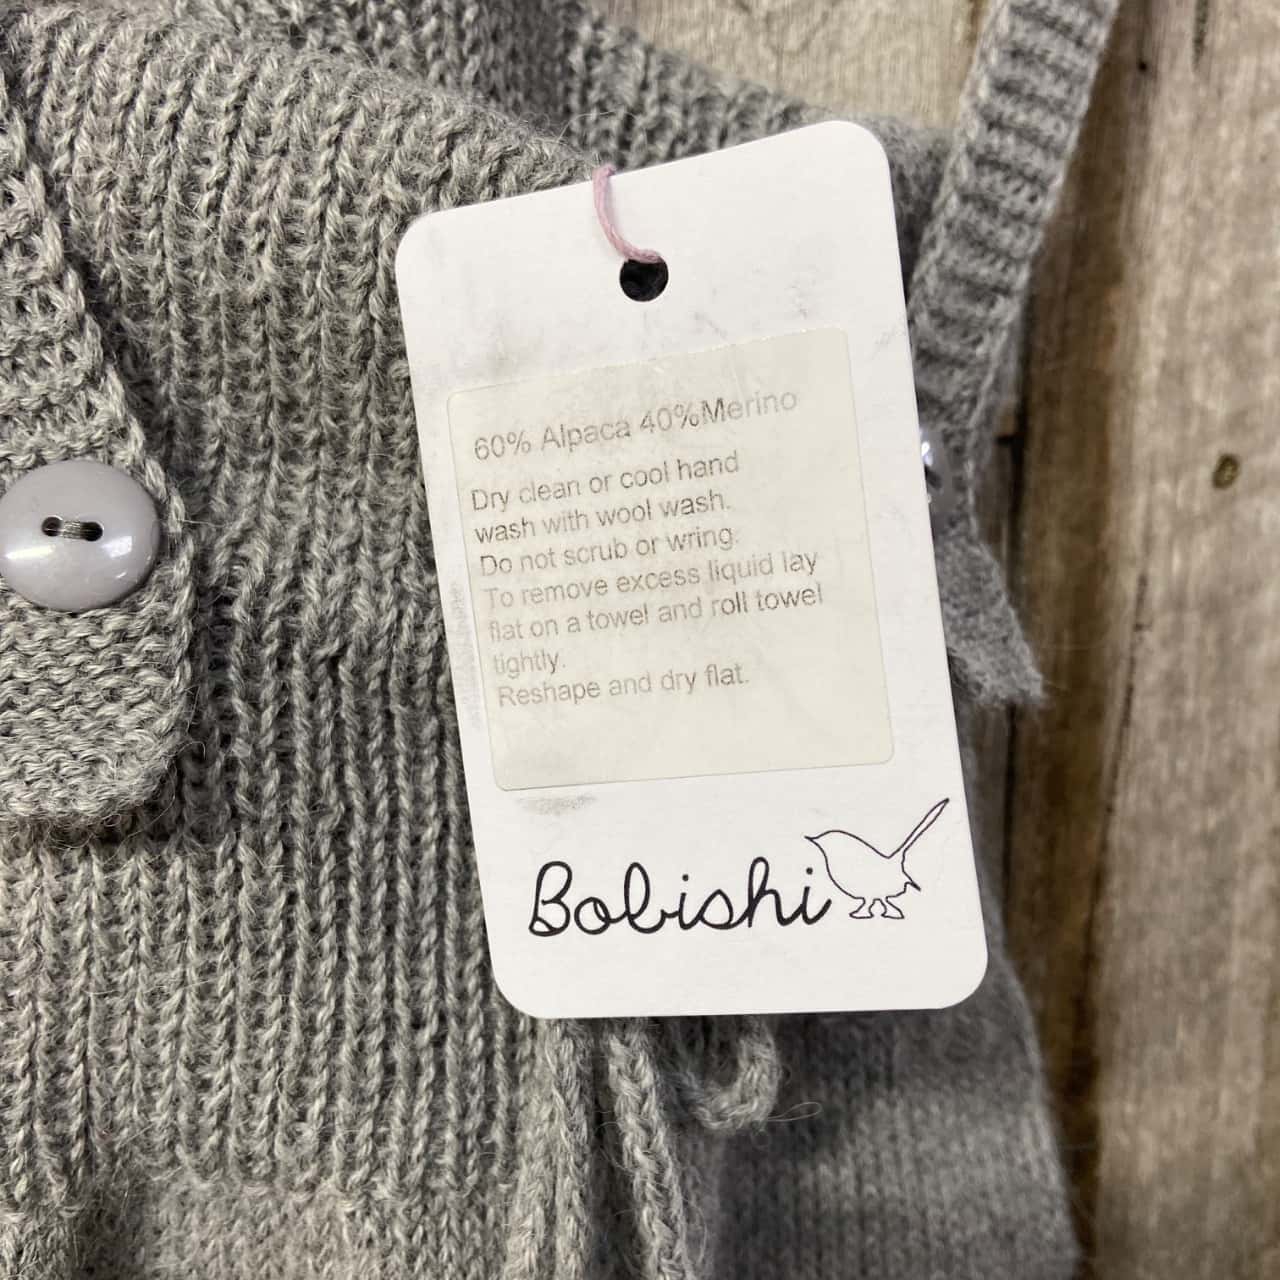 60% Alpaca 40%Merino
Dry clean or cool hand
wash with wool wash.
Do not scrub or wring.
To remove excess liquid lay
flat on a towel and roll towel
tightly.
Reshape and dry flat.
Bobishi